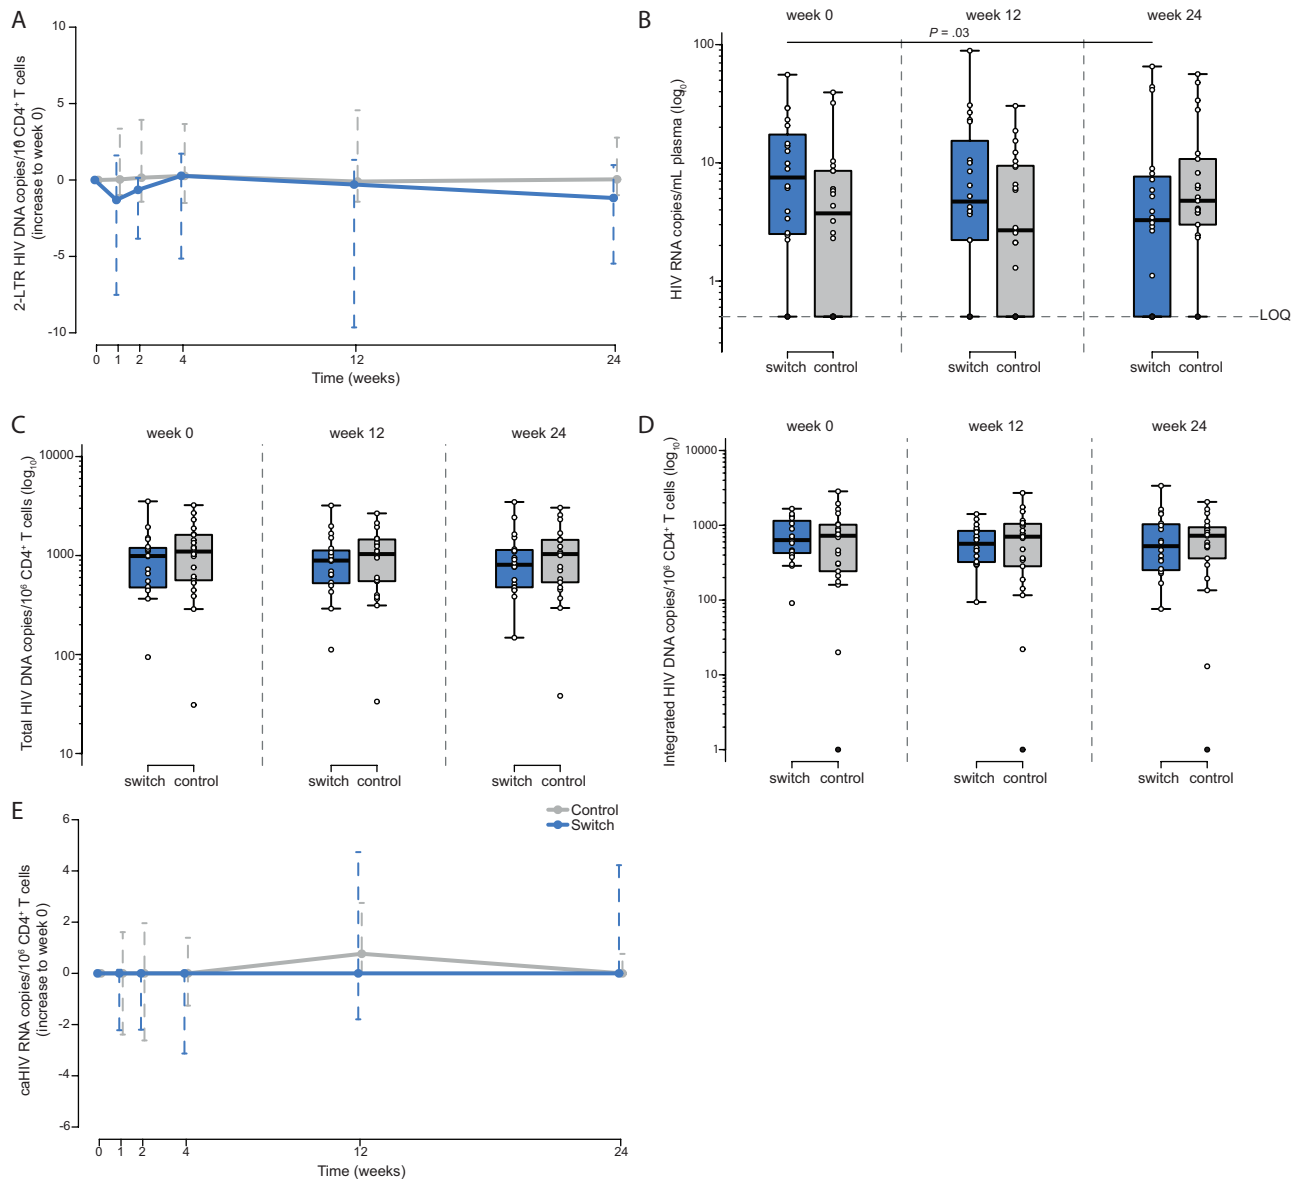 A
2-LTR HIV DNA copies/10⁶ CD4⁺ T cells
(increase to week 0)
10
5
0
-5
-10
0 1 2 4 12 24
Time (weeks)
B
week 0 week 12 week 24
P = .03
HIV RNA copies/mL plasma (log₀)
100
10
1
LOQ
switch control switch control switch control
C
week 0 week 12 week 24
Total HIV DNA copies/10⁶ CD4⁺ T cells (log₁₀)
10000
1000
100
10
switch control switch control switch control
D
week 0 week 12 week 24
Integrated HIV DNA copies/10⁶ CD4⁺ T cells (log₁₀)
10000
1000
100
10
1
switch control switch control switch control
E
Control
Switch
caHIV RNA copies/10⁶ CD4⁺ T cells
(increase to week 0)
6
4
2
0
-2
-4
-6
0 1 2 4 12 24
Time (weeks)